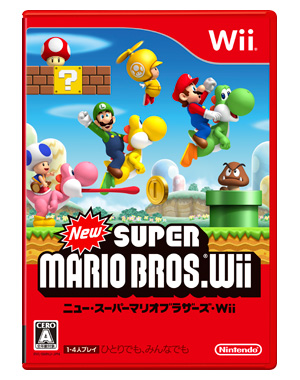 Wii
?
New
SUPER
MARIO BROS.Wii
ニュー・スーパーマリオブラザーズ・Wii
CERO
A
1-4人プレイ ひとりでも、みんなでも
Nintendo